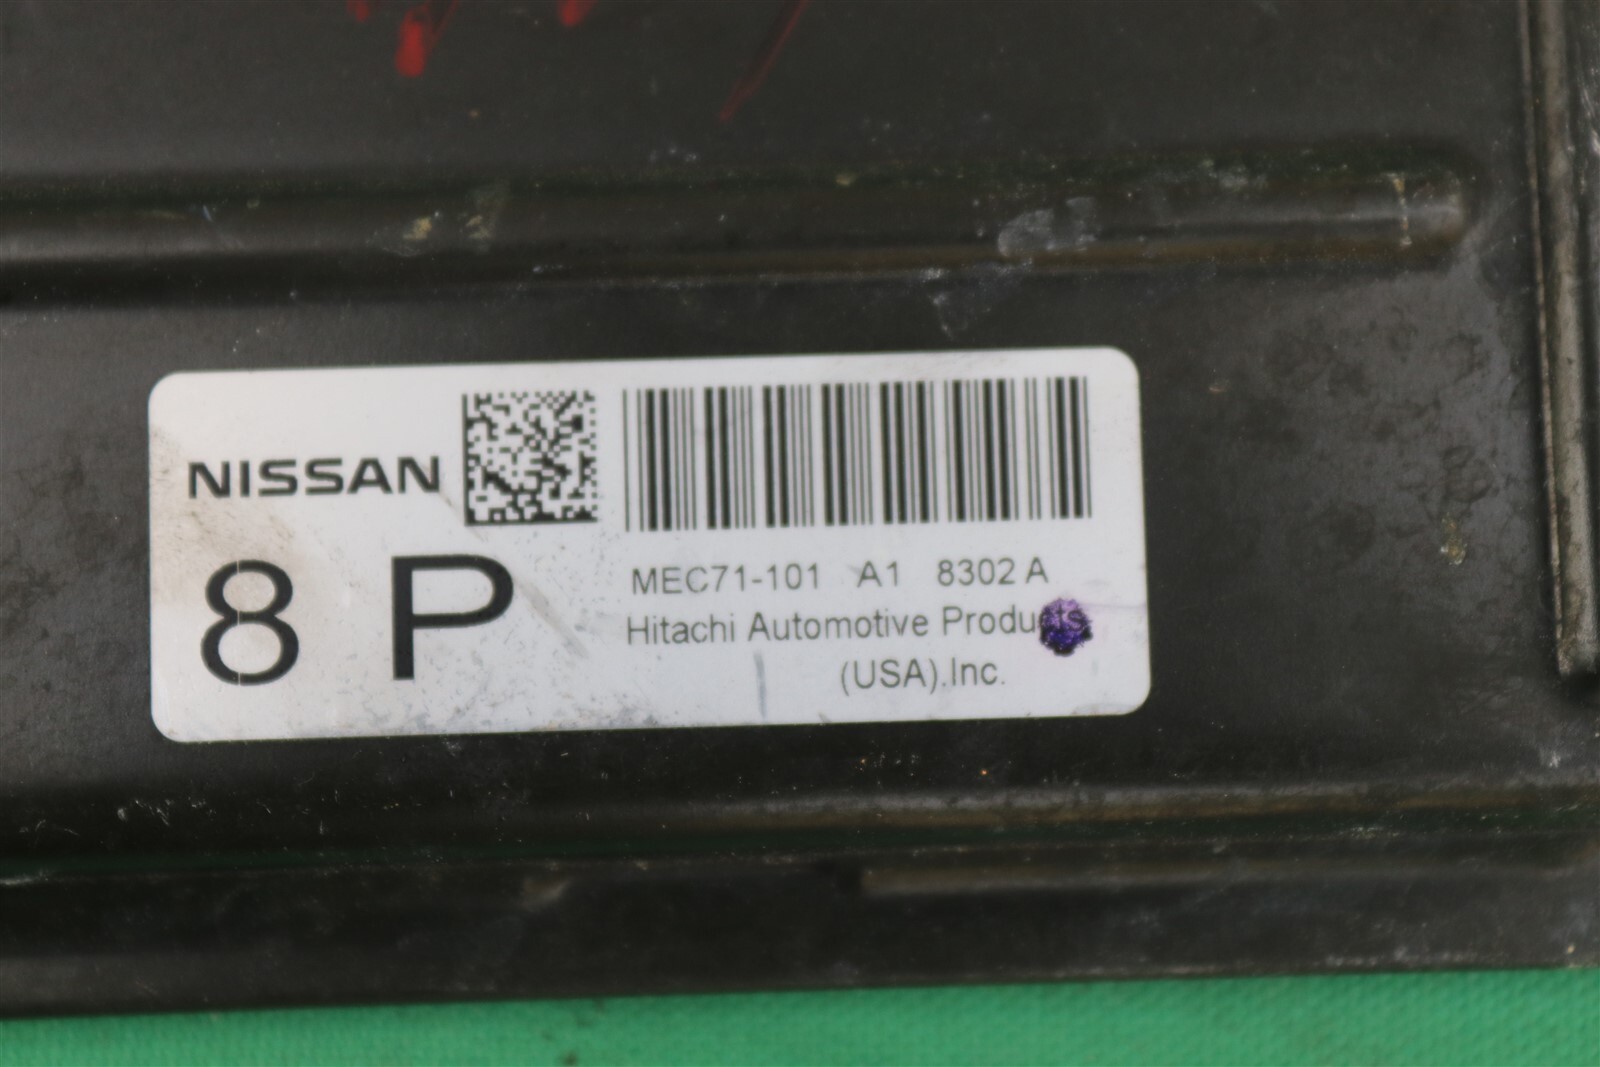 NISSAN
8 P
MEC71-101 A1 8302 A
Hitachi Automotive Products
(USA).Inc.